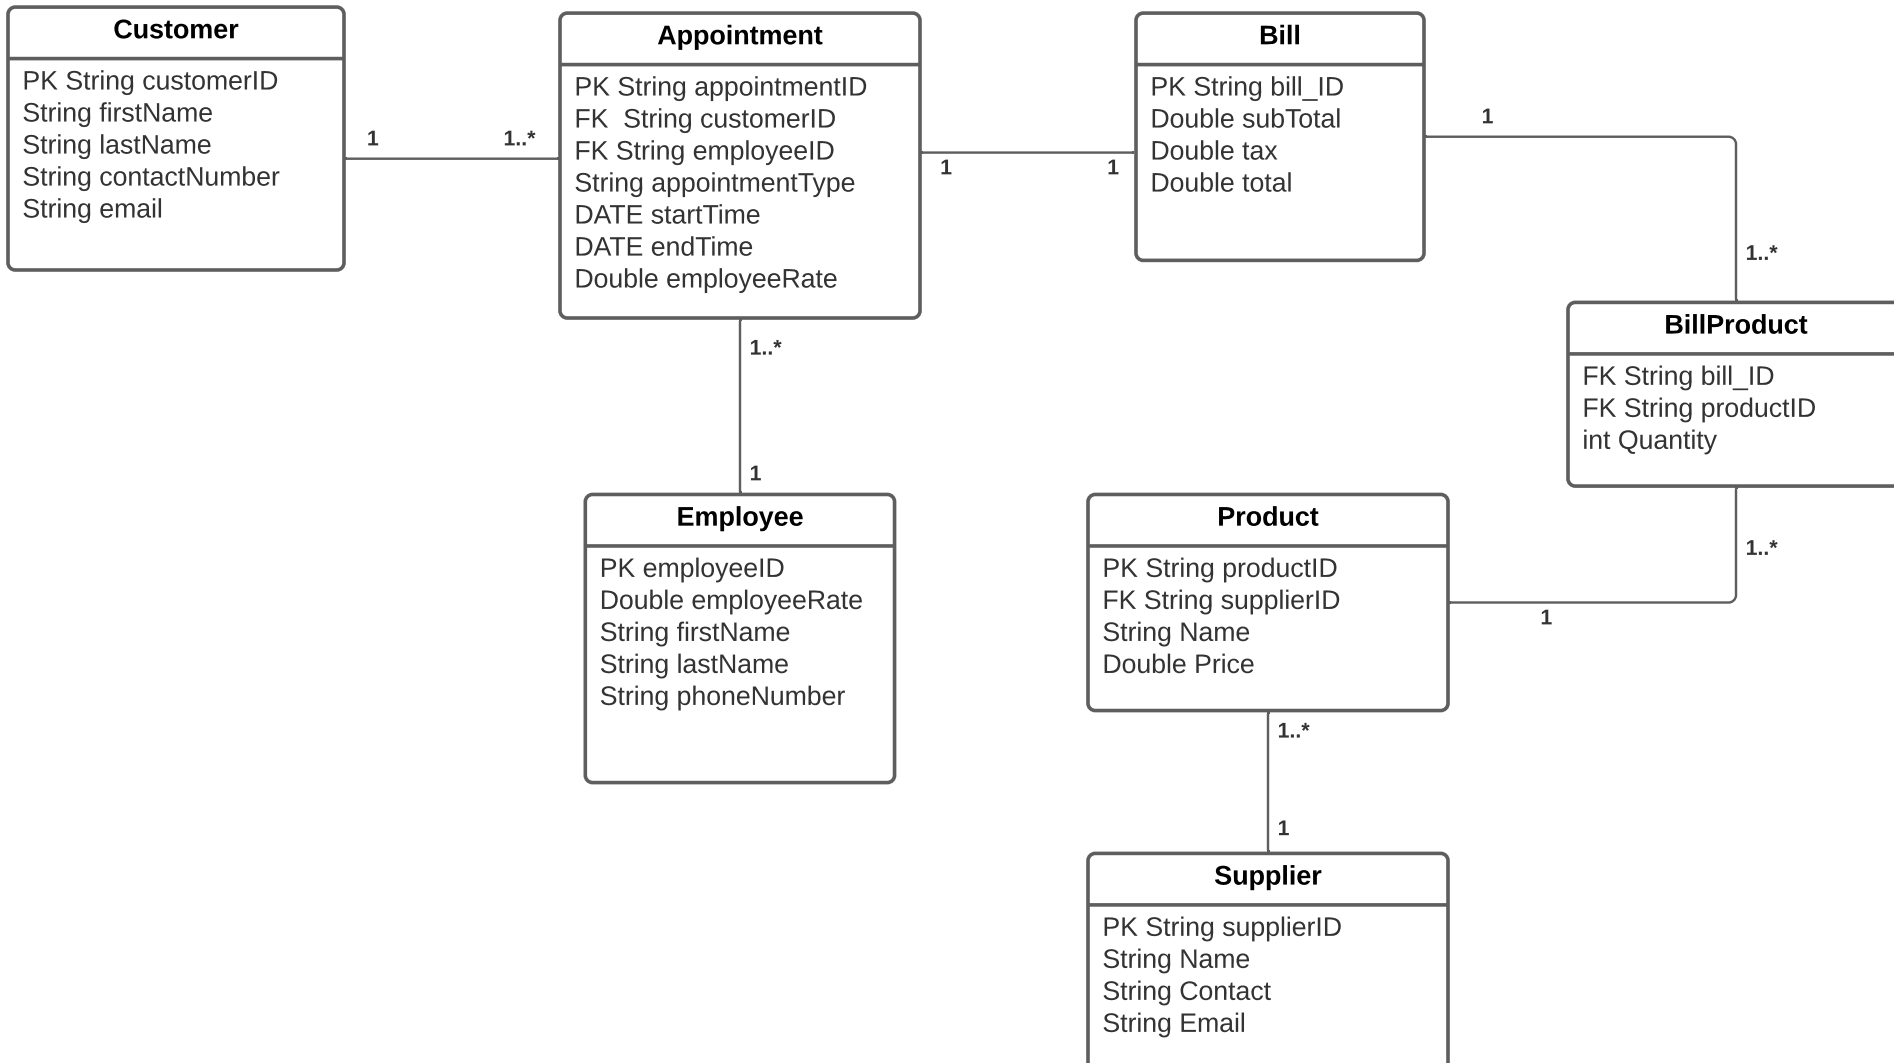 Customer
PK String customerID
String firstName
String lastName
String contactNumber
String email
1
1..*
Appointment
PK String appointmentID
FK  String customerID
FK String employeeID
String appointmentType
DATE startTime
DATE endTime
Double employeeRate
1
1
Bill
PK String bill_ID
Double subTotal
Double tax
Double total
1
1..*
BillProduct
FK String bill_ID
FK String productID
int Quantity
1..*
1
1..*
1
Employee
PK employeeID
Double employeeRate
String firstName
String lastName
String phoneNumber
Product
PK String productID
FK String supplierID
String Name
Double Price
1..*
1
Supplier
PK String supplierID
String Name
String Contact
String Email